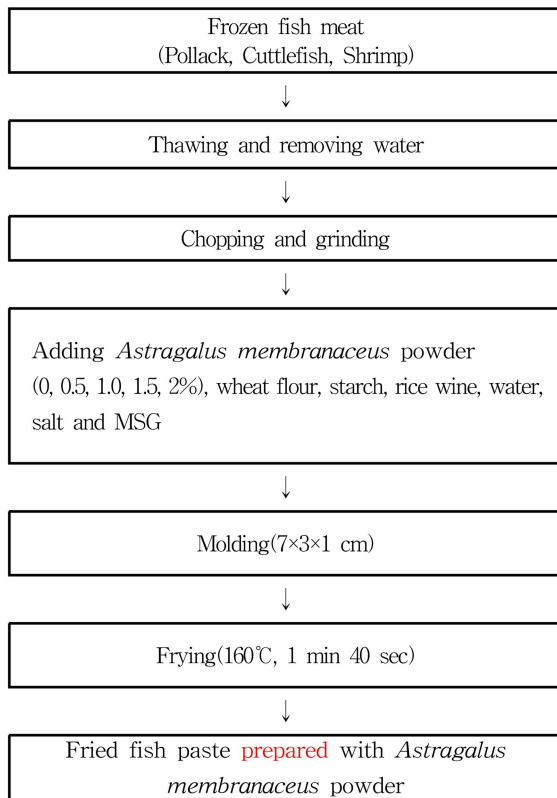 Frozen fish meat
(Pollack, Cuttlefish, Shrimp)
↓
Thawing and removing water
↓
Chopping and grinding
↓
Adding Astragalus membranaceus powder
(0, 0.5, 1.0, 1.5, 2%), wheat flour, starch, rice wine, water,
salt and MSG
↓
Molding(7×3×1 cm)
↓
Frying(160℃, 1 min 40 sec)
↓
Fried fish paste prepared with Astragalus
membranaceus powder